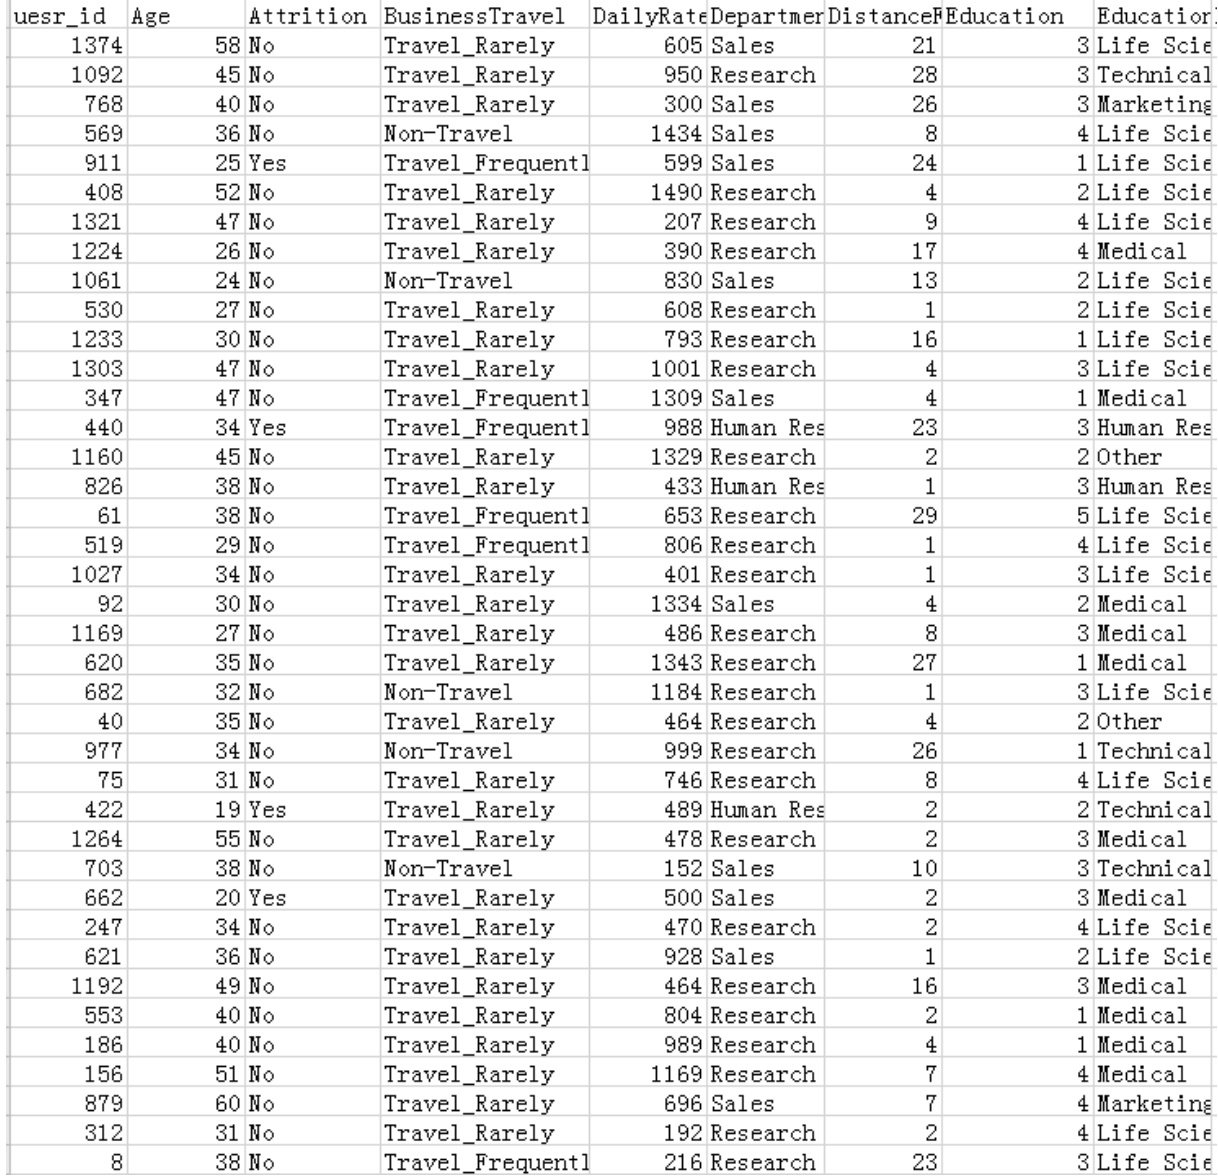 uesr_id Age Attrition BusinessTravel DailyRate Departmen DistanceF Education Education
1374 58 No Travel_Rarely 605 Sales 21 3 Life Scie
1092 45 No Travel_Rarely 950 Research 28 3 Technical
768 40 No Travel_Rarely 300 Sales 26 3 Marketing
569 36 No Non-Travel 1434 Sales 8 4 Life Scie
911 25 Yes Travel_Frequentl 599 Sales 24 1 Life Scie
408 52 No Travel_Rarely 1490 Research 4 2 Life Scie
1321 47 No Travel_Rarely 207 Research 9 4 Life Scie
1224 26 No Travel_Rarely 390 Research 17 4 Medical
1061 24 No Non-Travel 830 Sales 13 2 Life Scie
530 27 No Travel_Rarely 608 Research 1 2 Life Scie
1233 30 No Travel_Rarely 793 Research 16 1 Life Scie
1303 47 No Travel_Rarely 1001 Research 4 3 Life Scie
347 47 No Travel_Frequentl 1309 Sales 4 1 Medical
440 34 Yes Travel_Frequentl 988 Human Res 23 3 Human Res
1160 45 No Travel_Rarely 1329 Research 2 2 Other
826 38 No Travel_Rarely 433 Human Res 1 3 Human Res
61 38 No Travel_Frequentl 653 Research 29 5 Life Scie
519 29 No Travel_Frequentl 806 Research 1 4 Life Scie
1027 34 No Travel_Rarely 401 Research 1 3 Life Scie
92 30 No Travel_Rarely 1334 Sales 4 2 Medical
1169 27 No Travel_Rarely 486 Research 8 3 Medical
620 35 No Travel_Rarely 1343 Research 27 1 Medical
682 32 No Non-Travel 1184 Research 1 3 Life Scie
40 35 No Travel_Rarely 464 Research 4 2 Other
977 34 No Non-Travel 999 Research 26 1 Technical
75 31 No Travel_Rarely 746 Research 8 4 Life Scie
422 19 Yes Travel_Rarely 489 Human Res 2 2 Technical
1264 55 No Travel_Rarely 478 Research 2 3 Medical
703 38 No Non-Travel 152 Sales 10 3 Technical
662 20 Yes Travel_Rarely 500 Sales 2 3 Medical
247 34 No Travel_Rarely 470 Research 2 4 Life Scie
621 36 No Travel_Rarely 928 Sales 1 2 Life Scie
1192 49 No Travel_Rarely 464 Research 16 3 Medical
553 40 No Travel_Rarely 804 Research 2 1 Medical
186 40 No Travel_Rarely 989 Research 4 1 Medical
156 51 No Travel_Rarely 1169 Research 7 4 Medical
879 60 No Travel_Rarely 696 Sales 7 4 Marketing
312 31 No Travel_Rarely 192 Research 2 4 Life Scie
8 38 No Travel_Frequentl 216 Research 23 3 Life Scie